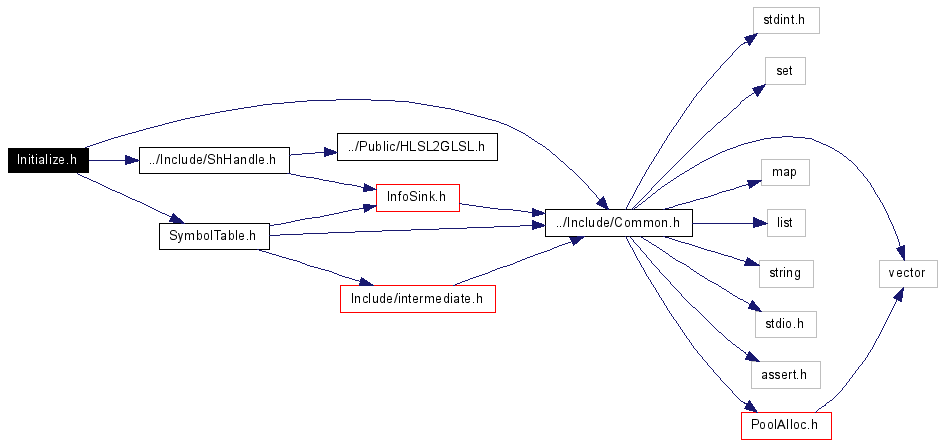 Initialize.h
../Include/ShHandle.h
SymbolTable.h
../Public/HLSL2GLSL.h
InfoSink.h
Include/intermediate.h
../Include/Common.h
stdint.h
set
map
list
string
stdio.h
assert.h
PoolAlloc.h
vector